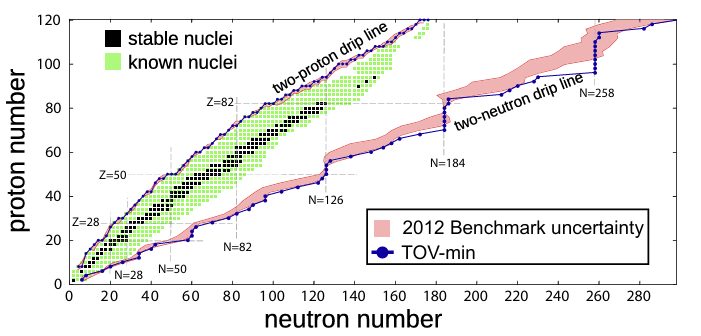 120
100
80
60
40
20
0
proton number
stable nuclei
known nuclei
two-proton drip line
two-neutron drip line
Z=82
Z=50
Z=28
N=28
N=50
N=82
N=126
N=184
N=258
2012 Benchmark uncertainty
TOV-min
0 20 40 60 80 100 120 140 160 180 200 220 240 260 280
neutron number